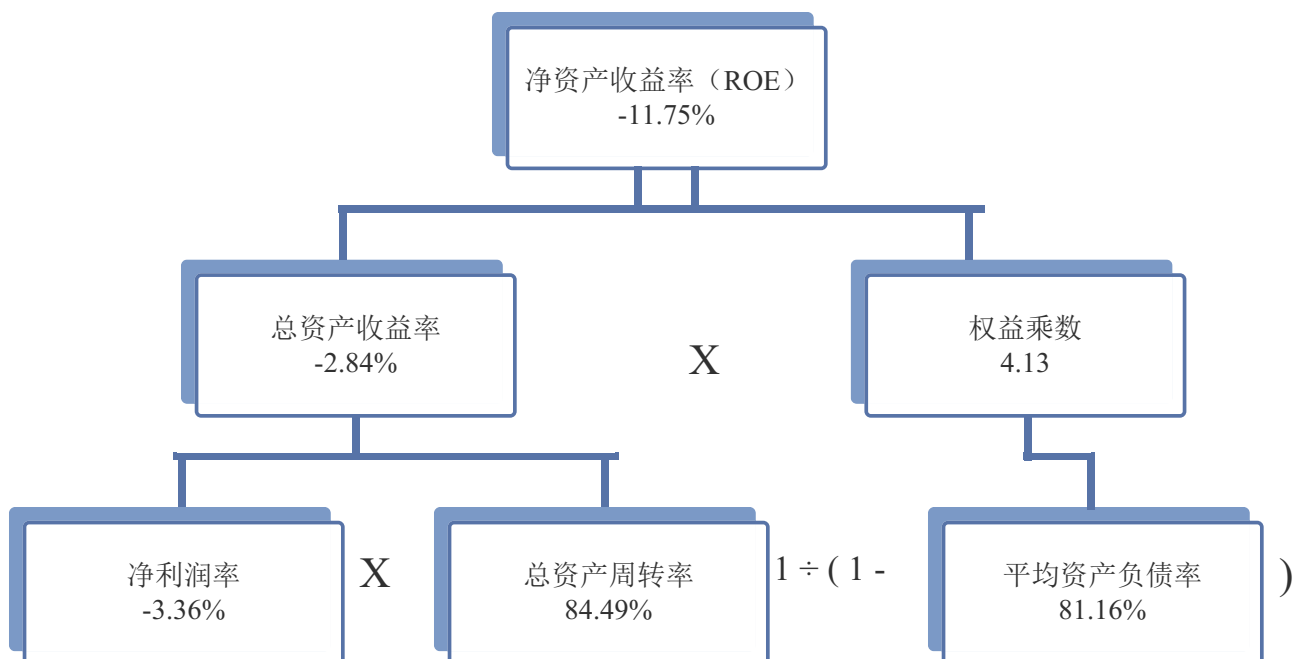 净资产收益率（ROE）
-11.75%
总资产收益率
-2.84%
X
权益乘数
4.13
净利润率
-3.36%
X
总资产周转率
84.49%
1 ÷ ( 1 -
平均资产负债率
81.16%
)